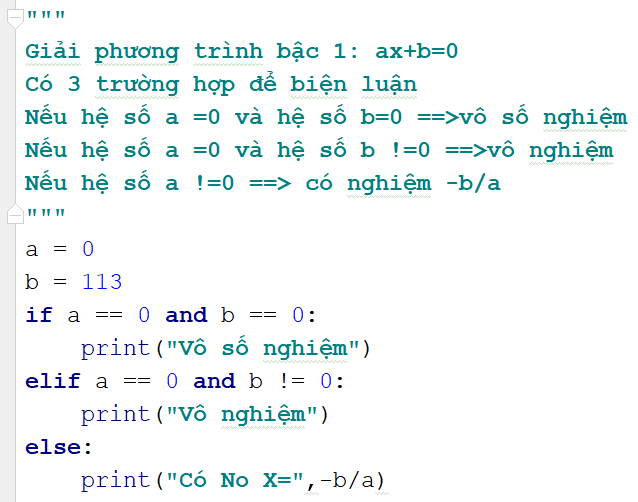 """
Giải phương trình bậc 1: ax+b=0
Có 3 trường hợp để biện luận
Nếu hệ số a =0 và hệ số b=0 ==>vô số nghiệm
Nếu hệ số a =0 và hệ số b !=0 ==>vô nghiệm
Nếu hệ số a !=0 ==> có nghiệm -b/a
"""
a = 0
b = 113
if a == 0 and b == 0:
    print("Vô số nghiệm")
elif a == 0 and b != 0:
    print("Vô nghiệm")
else:
    print("Có No X=",-b/a)